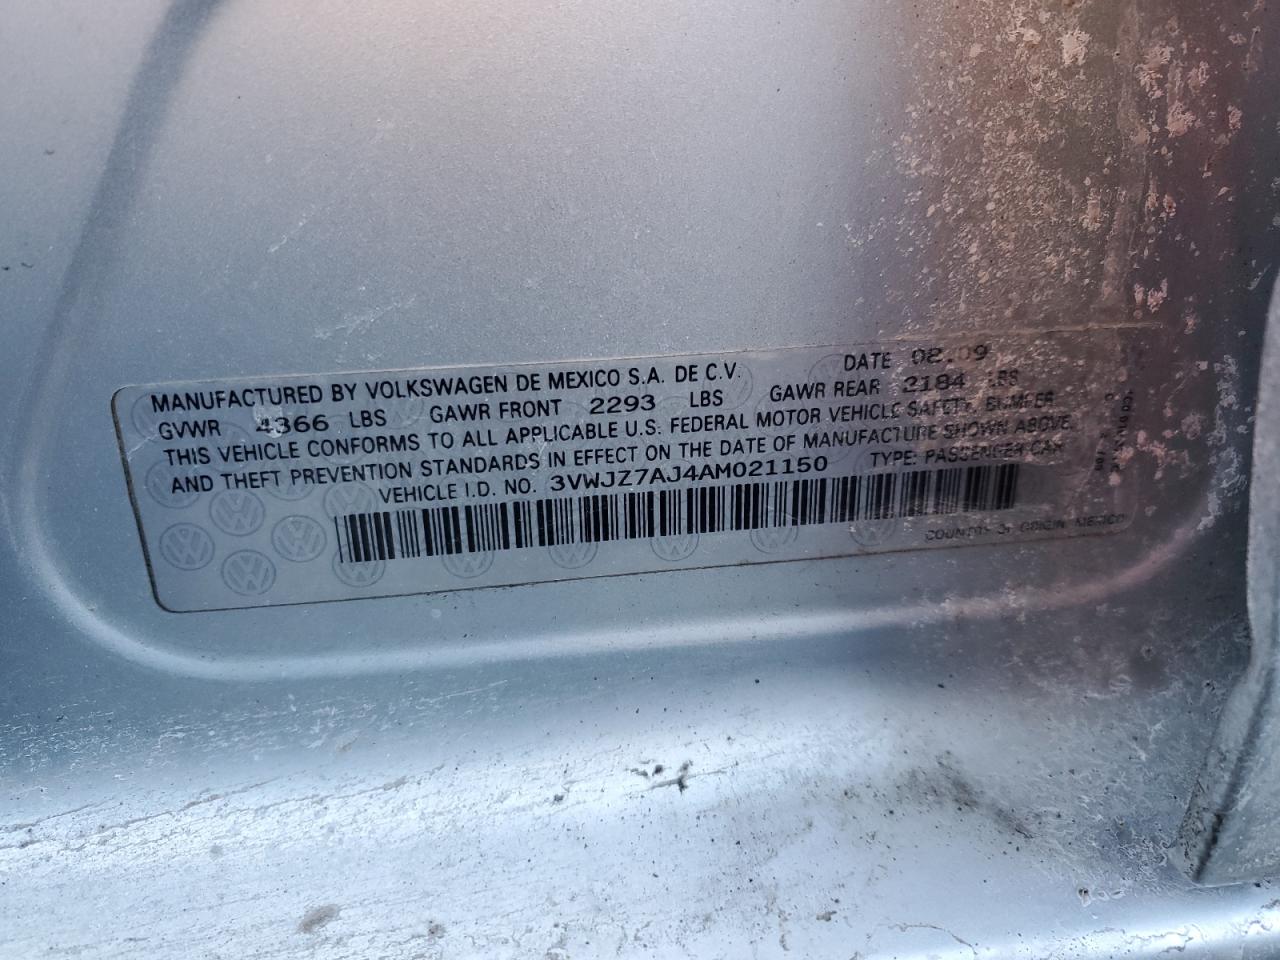 MANUFACTURED BY VOLKSWAGEN DE MEXICO S.A. DE C.V. DATE 08.09
GVWR 4366 LBS GAWR FRONT 2293 LBS GAWR REAR 2184 LBS
THIS VEHICLE CONFORMS TO ALL APPLICABLE U.S. FEDERAL MOTOR VEHICLE SAFETY, BUMPER
AND THEFT PREVENTION STANDARDS IN EFFECT ON THE DATE OF MANUFACTURE SHOWN ABOVE.
VEHICLE I.D. NO. 3VWJZ7AJ4AM021150 TYPE: PASSENGER CAR
COUNTRY OF ORIGIN MEXICO